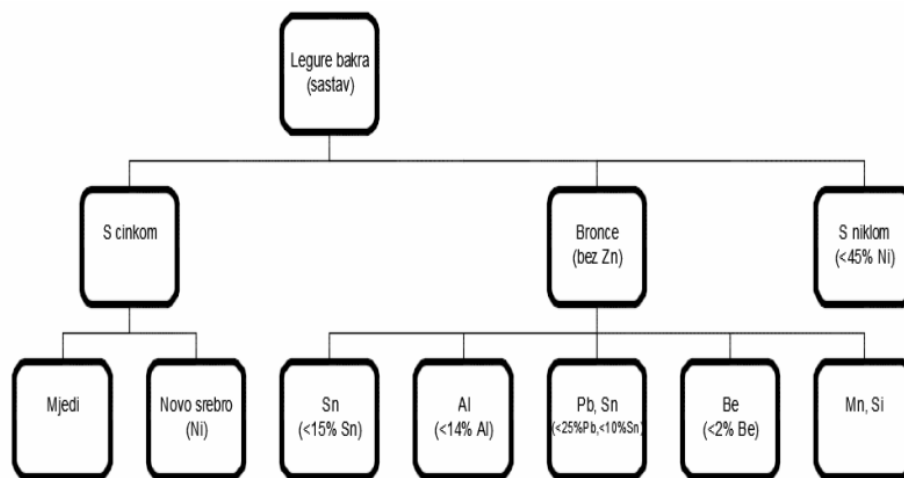 Legure bakra
(sastav)
S cinkom
Bronce
(bez Zn)
S niklom
(<45% Ni)
Mjedi
Novo srebro
(Ni)
Sn
(<15% Sn)
Al
(<14% Al)
Pb, Sn
(<25%Pb,<10%Sn)
Be
(<2% Be)
Mn, Si